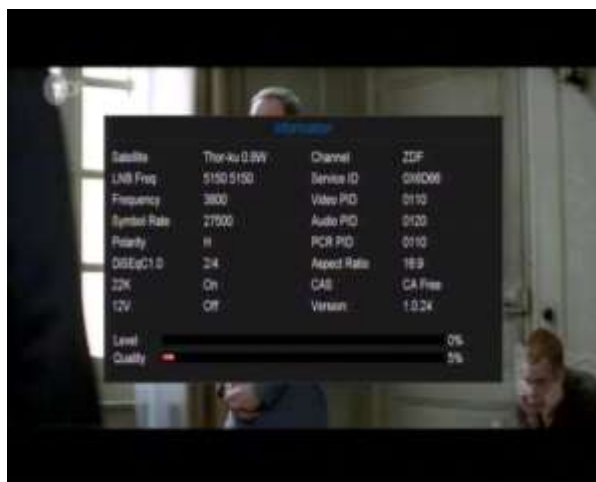 Information
Satellite Thor-ku 0.8W Channel ZDF
LNB Freq 5150 5150 Service ID 0X6D66
Frequency 3800 Video PID 0110
Symbol Rate 27500 Audio PID 0120
Polarity H PCR PID 0110
DiSEqC1.0 2/4 Aspect Ratio 16:9
22K On CAS CA Free
12V Off Version 1.0.24
Level 0%
Quality 5%